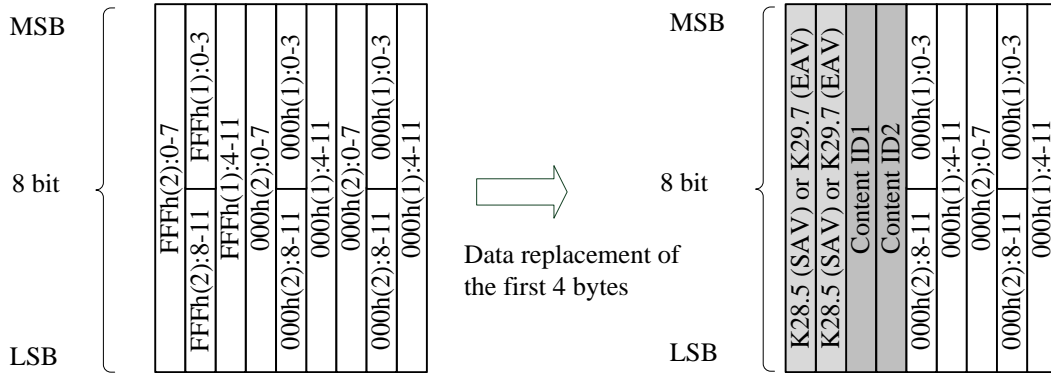 MSB
8 bit
LSB
FFFh(2):0-7
FFFh(1):0-3
FFFh(2):8-11
FFFh(1):4-11
000h(2):0-7
000h(1):0-3
000h(2):8-11
000h(1):4-11
000h(2):0-7
000h(1):0-3
000h(2):8-11
000h(1):4-11
Data replacement of
the first 4 bytes
MSB
8 bit
LSB
K28.5 (SAV) or K29.7 (EAV)
K28.5 (SAV) or K29.7 (EAV)
Content ID1
Content ID2
000h(1):0-3
000h(2):8-11
000h(1):4-11
000h(2):0-7
000h(1):0-3
000h(2):8-11
000h(1):4-11